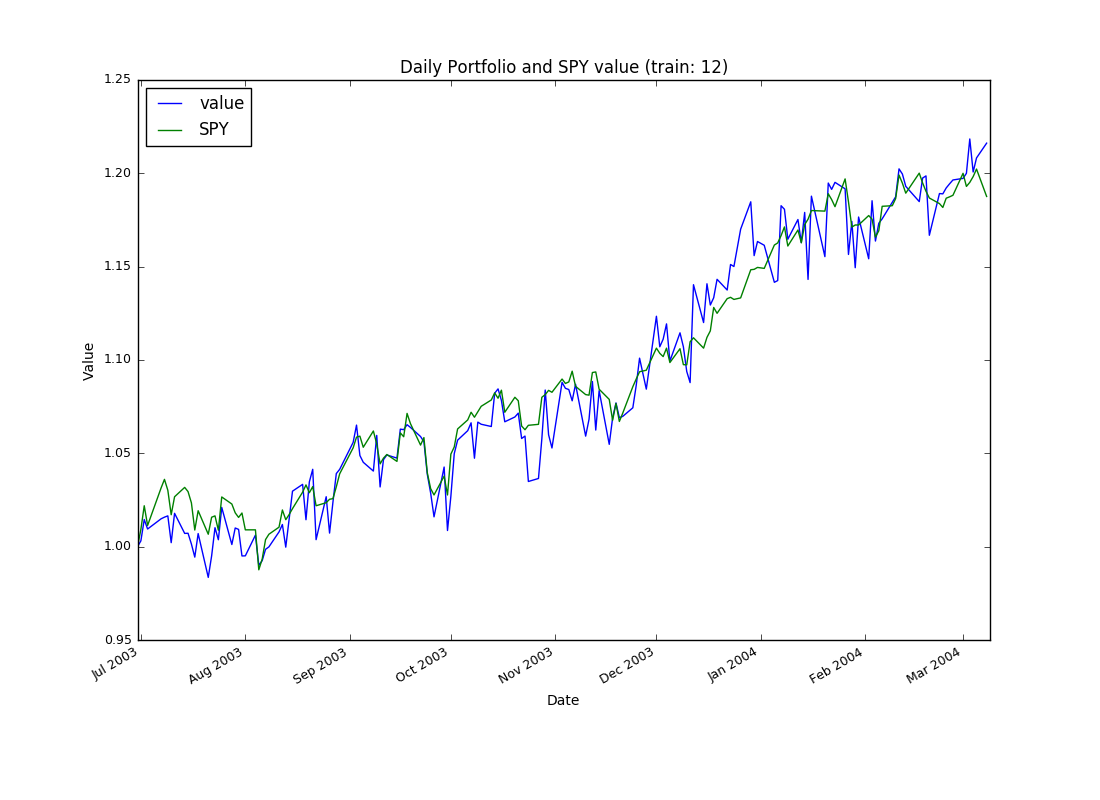 Daily Portfolio and SPY value (train: 12)
value
SPY
1.25
1.20
1.15
1.10
1.05
1.00
0.95
Value
Jul 2003
Aug 2003
Sep 2003
Oct 2003
Nov 2003
Dec 2003
Jan 2004
Feb 2004
Mar 2004
Date